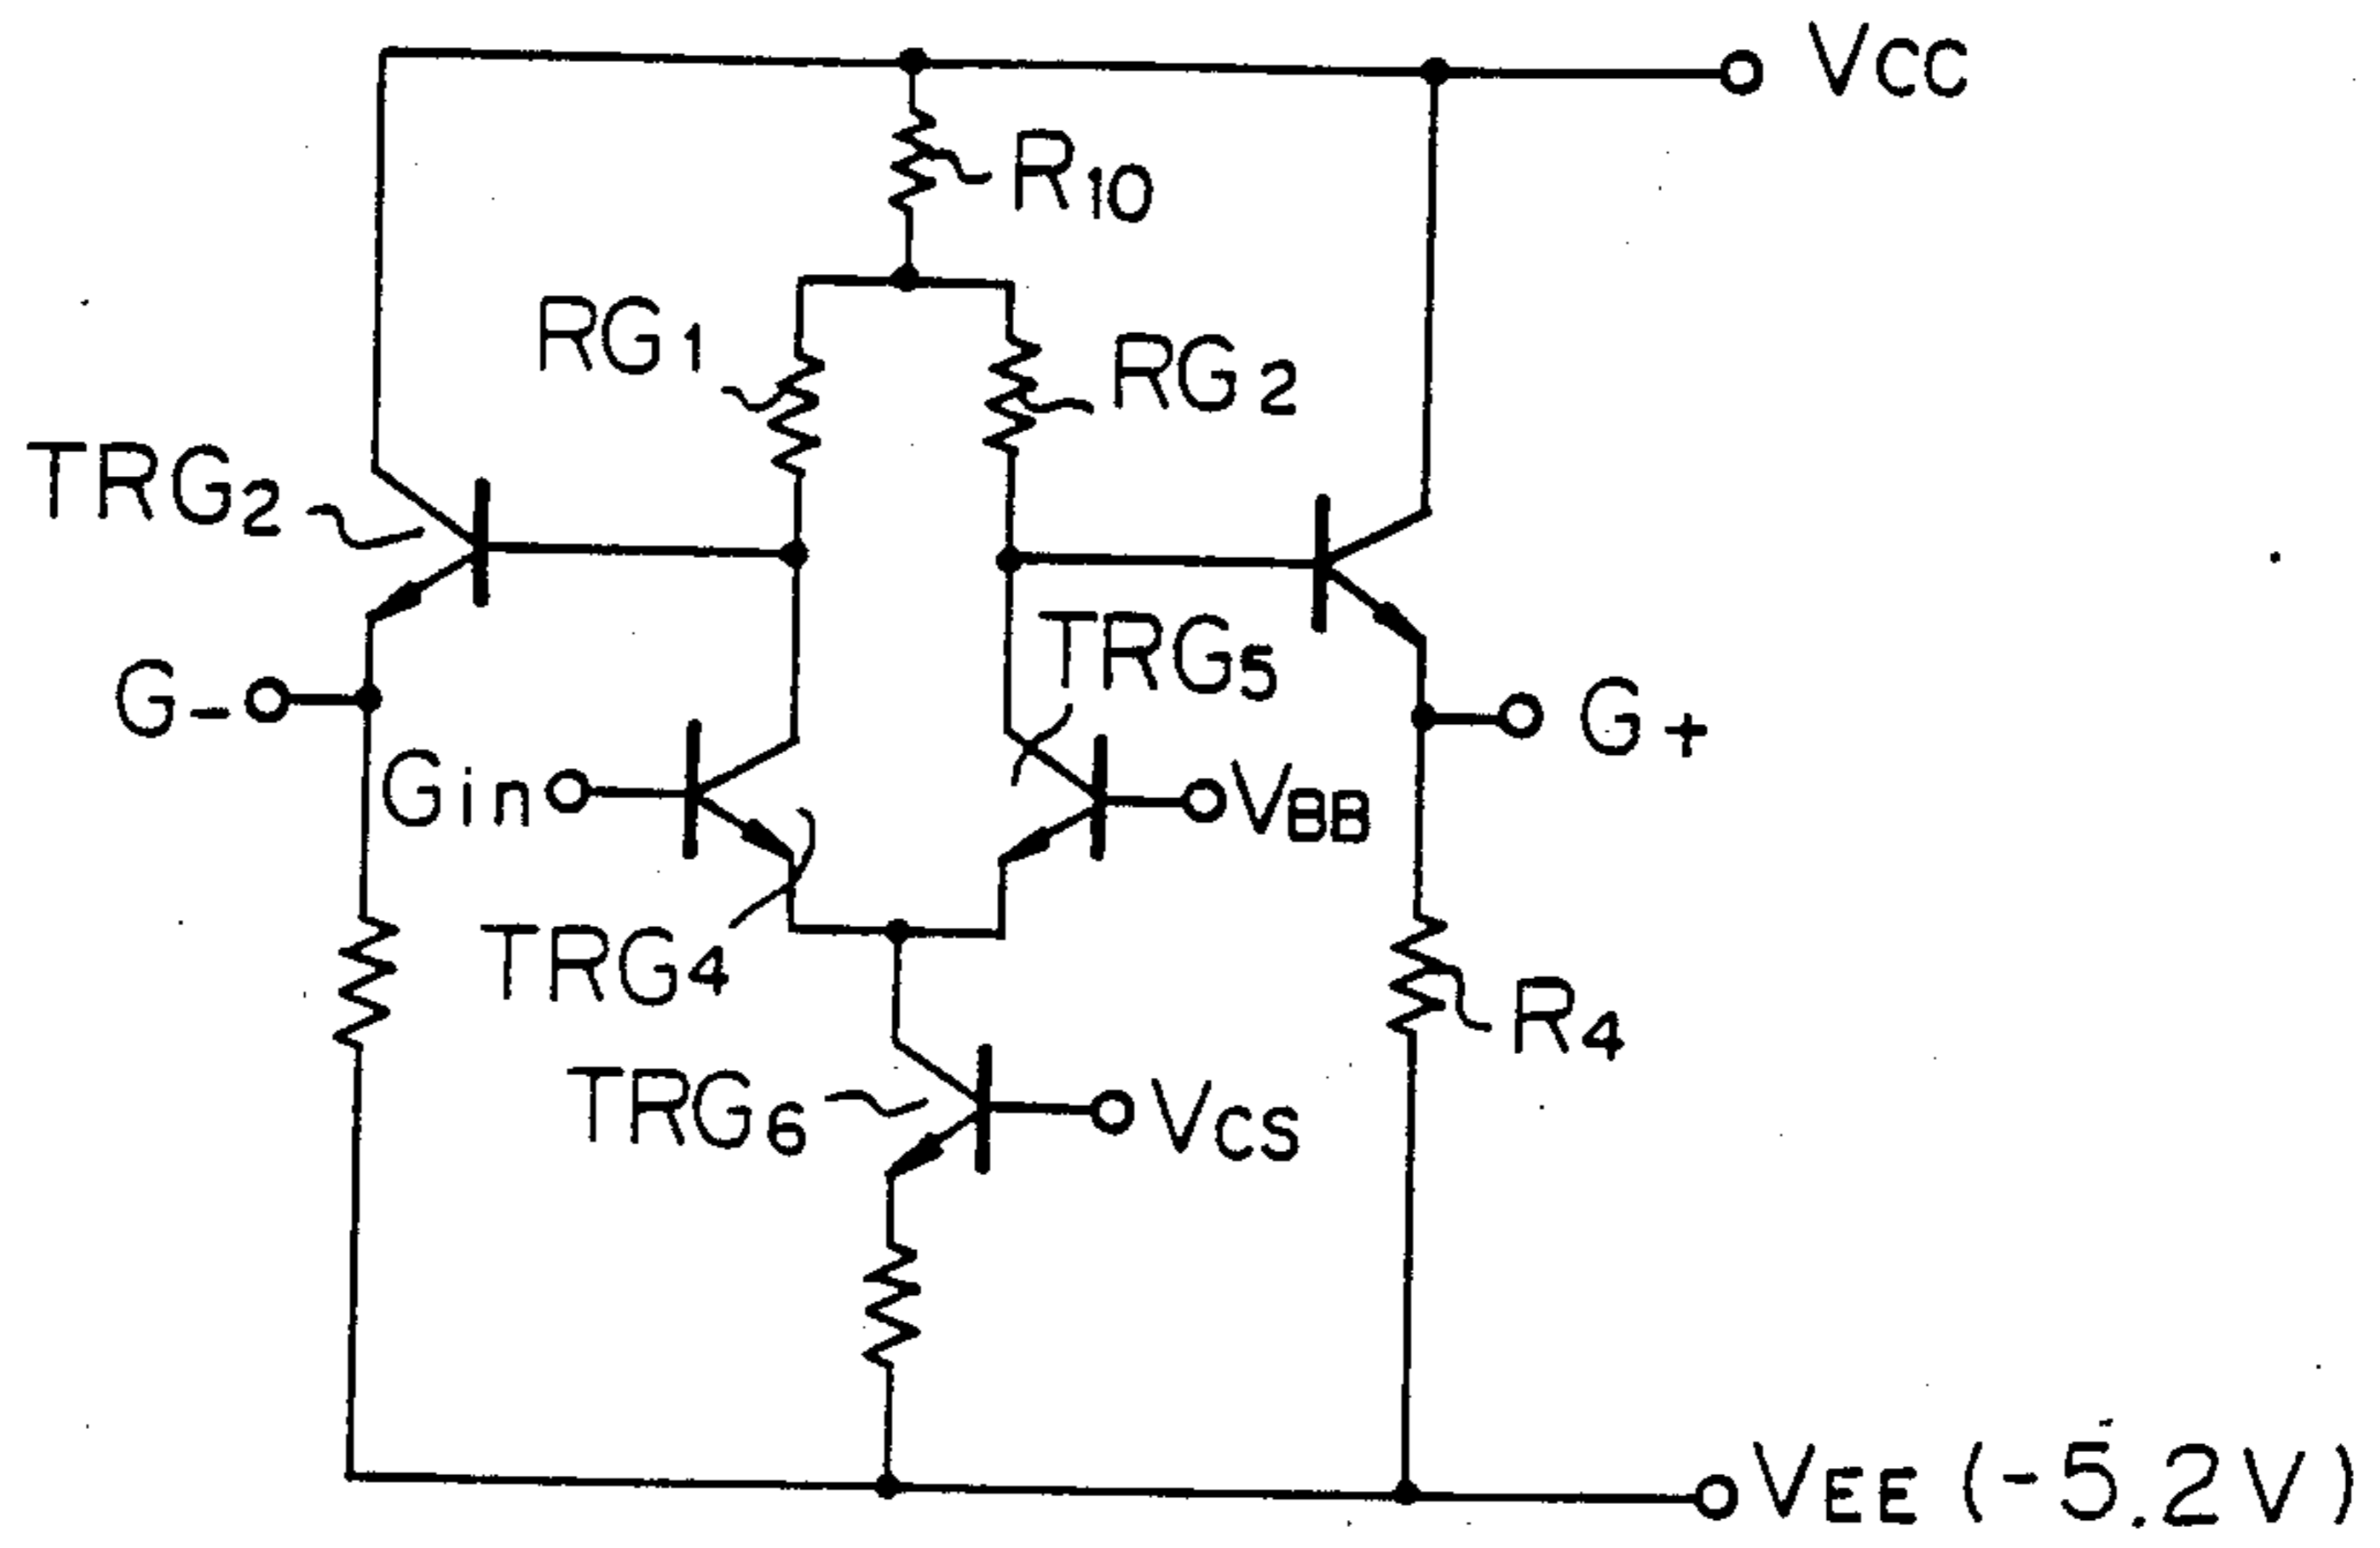 VCC
R10
RG1
RG2
TRG2
TRG5
G-
G+
Gin
VBB
TRG4
R4
TRG6
VCS
VEE (-5.2V)